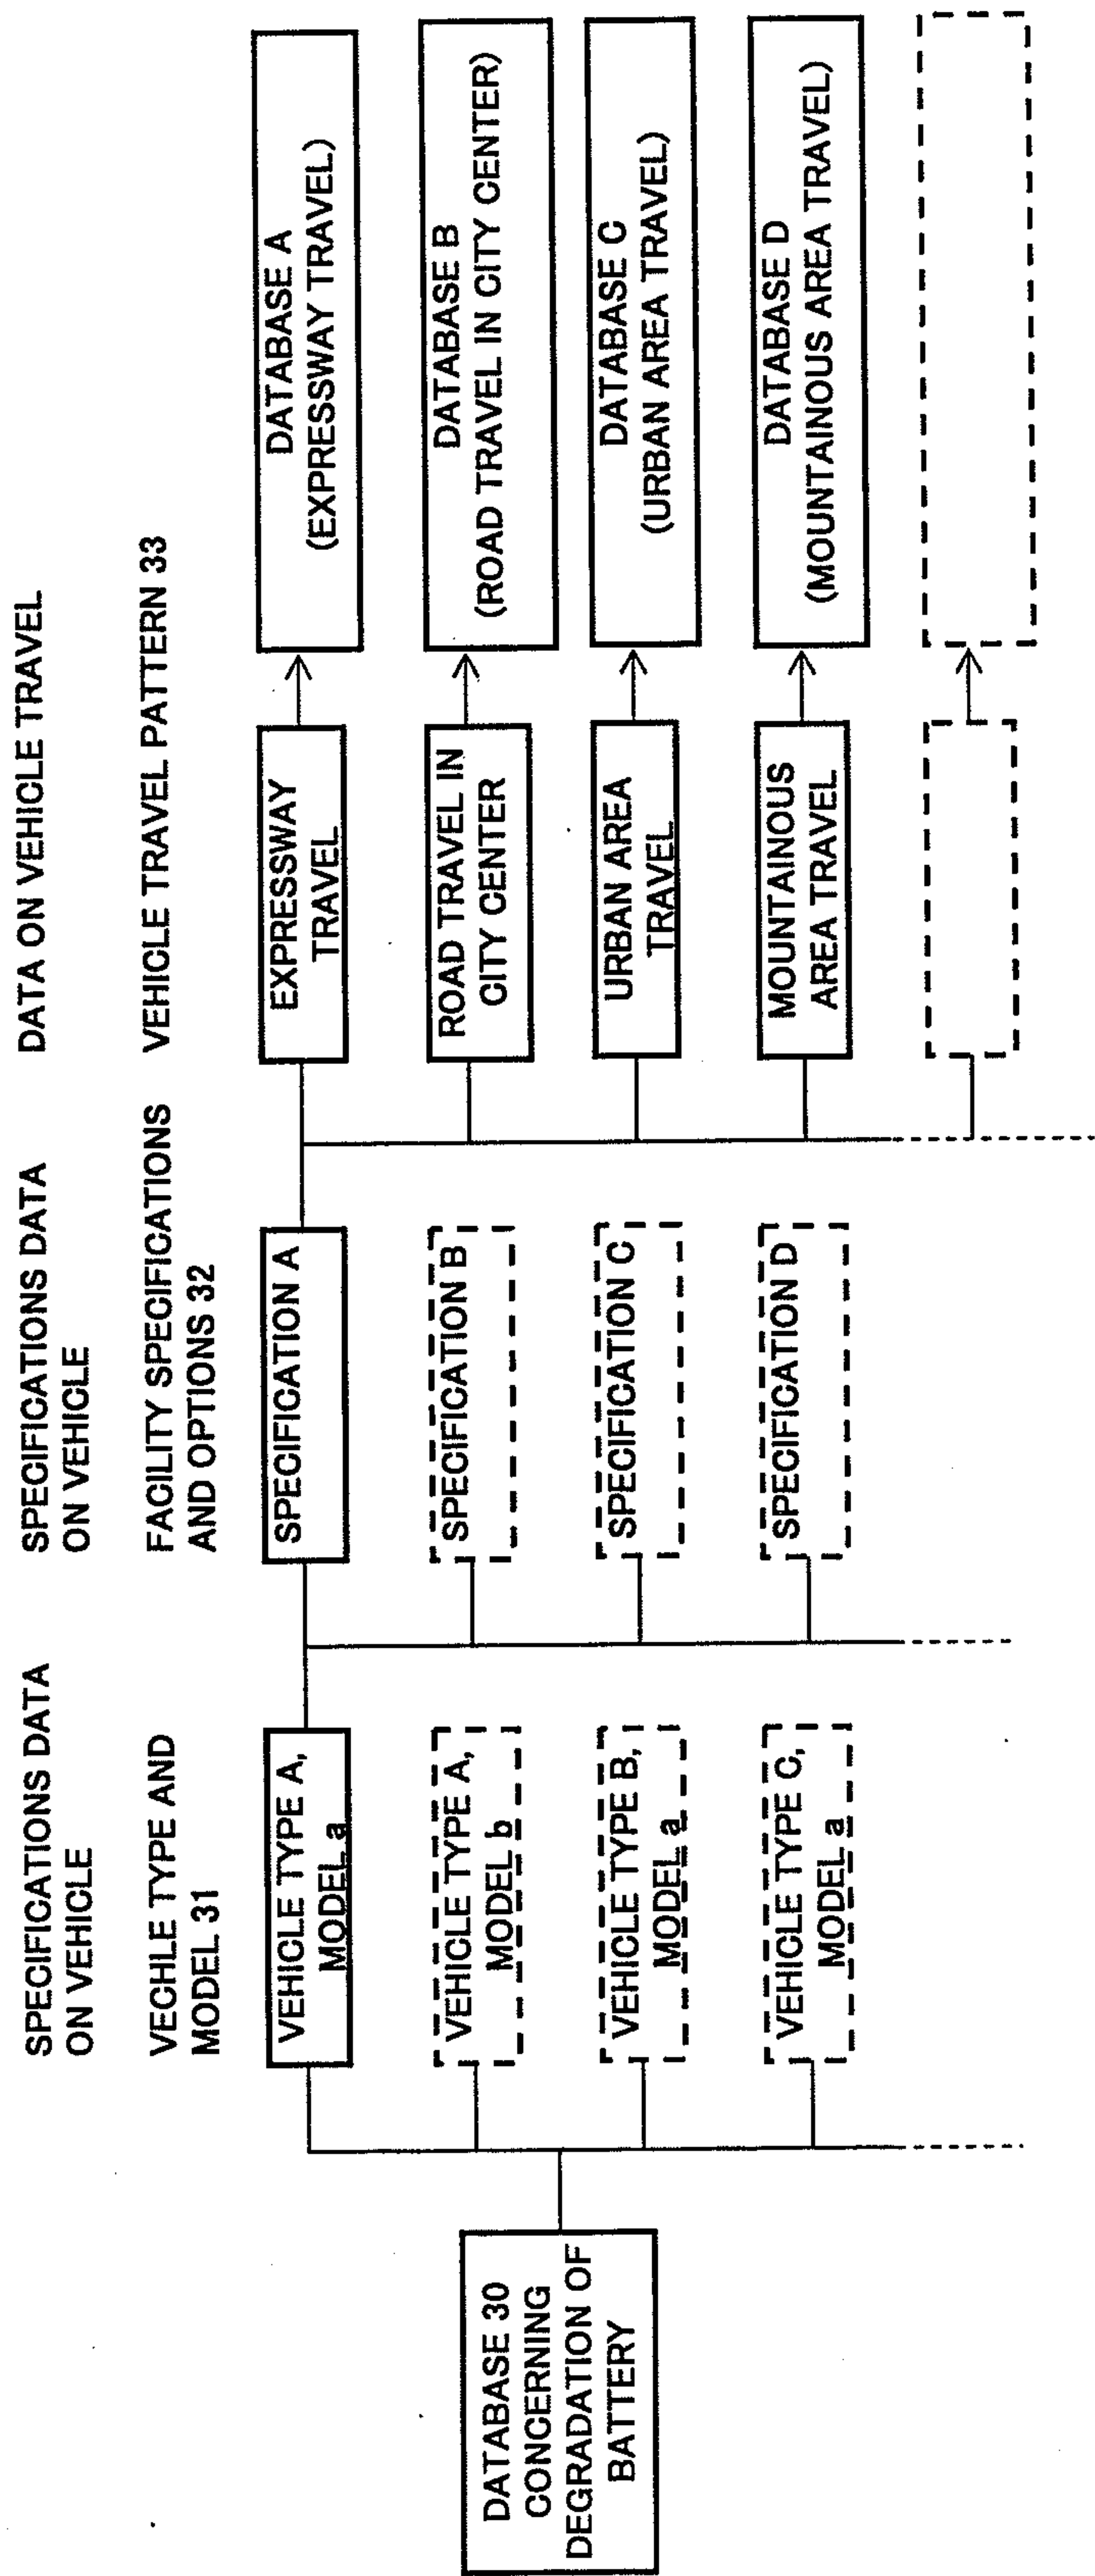 SPECIFICATIONS DATA
ON VEHICLE
SPECIFICATIONS DATA
ON VEHICLE
DATA ON VEHICLE TRAVEL
VECHLE TYPE AND
MODEL 31
FACILITY SPECIFICATIONS
AND OPTIONS 32
VEHICLE TRAVEL PATTERN 33
DATABASE 30
CONCERNING
DEGRADATION OF
BATTERY
VEHICLE TYPE A,
MODEL a
VEHICLE TYPE A,
MODEL b
VEHICLE TYPE B,
MODEL a
VEHICLE TYPE C,
MODEL a
SPECIFICATION A
SPECIFICATION B
SPECIFICATION C
SPECIFICATION D
EXPRESSWAY
TRAVEL
ROAD TRAVEL IN
CITY CENTER
URBAN AREA
TRAVEL
MOUNTAINOUS
AREA TRAVEL
DATABASE A
(EXPRESSWAY TRAVEL)
DATABASE B
(ROAD TRAVEL IN CITY CENTER)
DATABASE C
(URBAN AREA TRAVEL)
DATABASE D
(MOUNTAINOUS AREA TRAVEL)